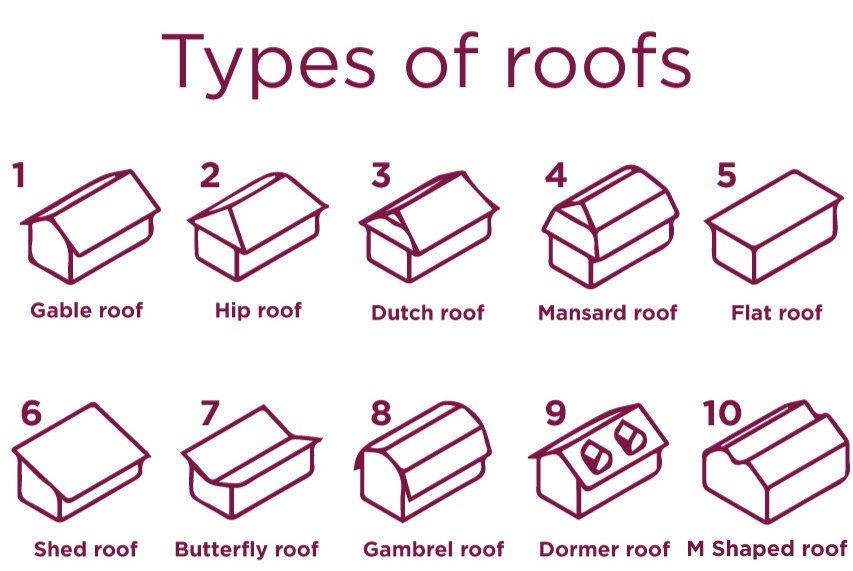 Types of roofs
1 2 3 4 5
Gable roof Hip roof Dutch roof Mansard roof Flat roof
6 7 8 9 10
Shed roof Butterfly roof Gambrel roof Dormer roof M Shaped roof